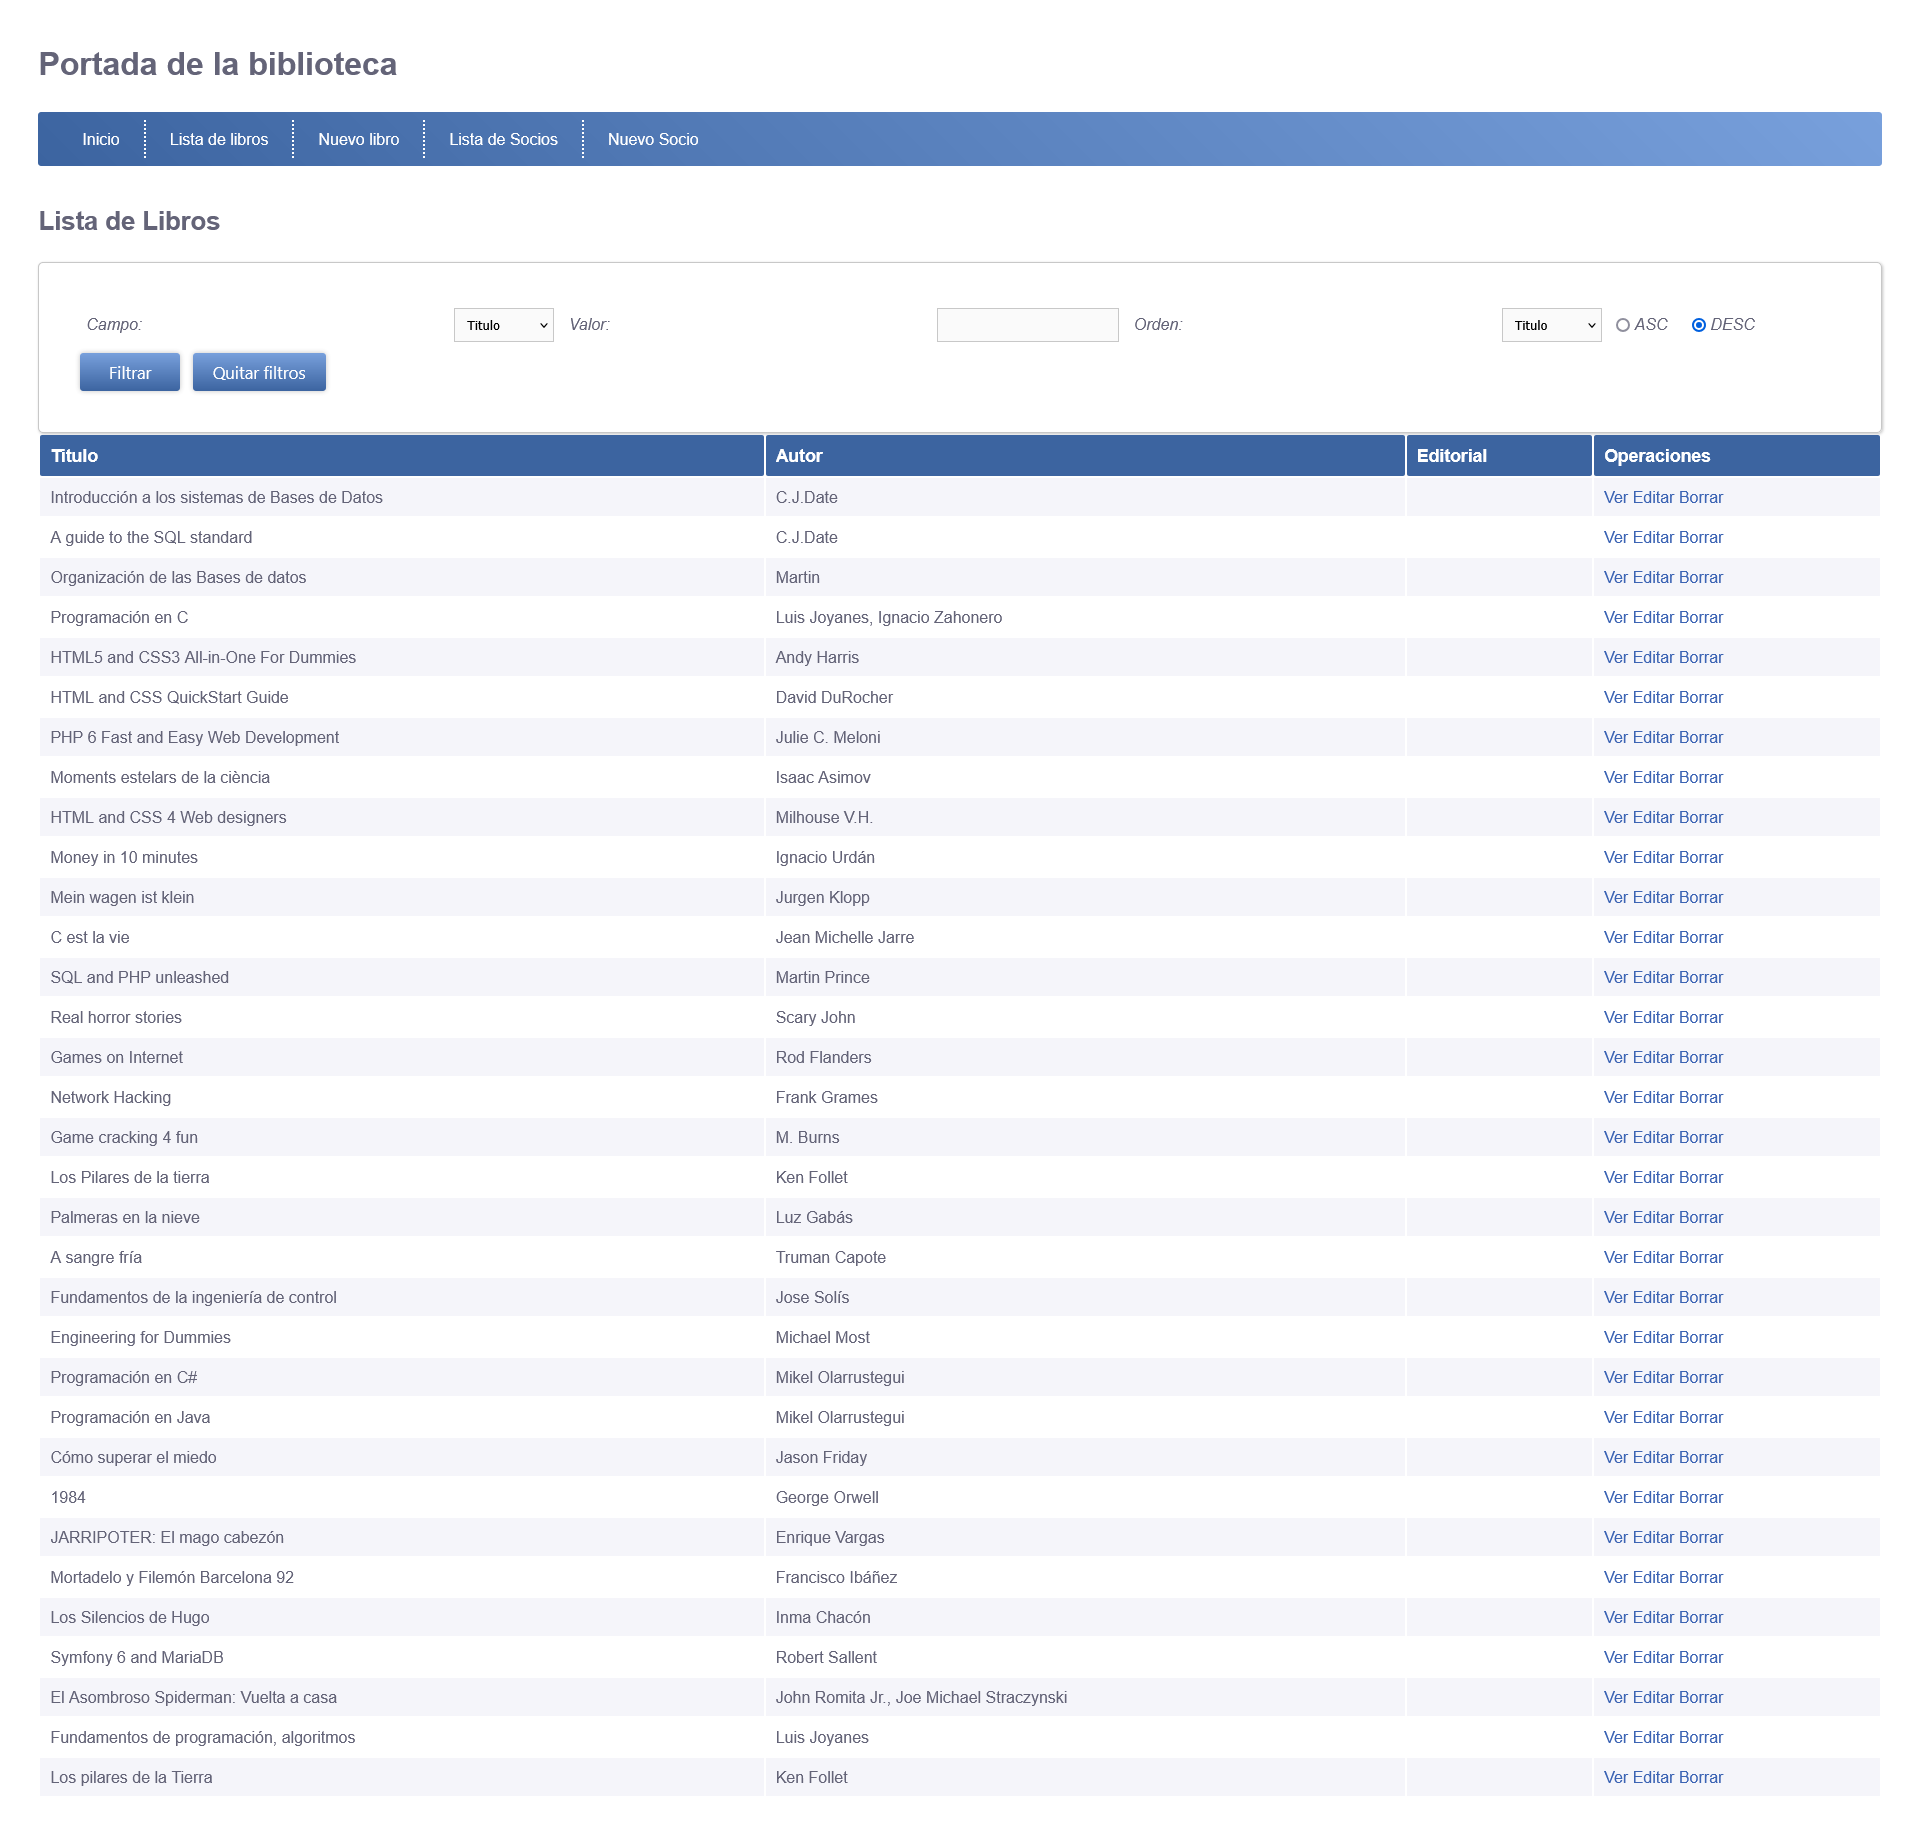 Portada de la biblioteca
Inicio Lista de libros Nuevo libro Lista de Socios Nuevo Socio
Lista de Libros
Campo: Titulo Valor: Orden: Titulo ASC DESC
Filtrar Quitar filtros
Titulo Autor Editorial Operaciones
Introducción a los sistemas de Bases de Datos C.J.Date Ver Editar Borrar
A guide to the SQL standard C.J.Date Ver Editar Borrar
Organización de las Bases de datos Martin Ver Editar Borrar
Programación en C Luis Joyanes, Ignacio Zahonero Ver Editar Borrar
HTML5 and CSS3 All-in-One For Dummies Andy Harris Ver Editar Borrar
HTML and CSS QuickStart Guide David DuRocher Ver Editar Borrar
PHP 6 Fast and Easy Web Development Julie C. Meloni Ver Editar Borrar
Moments estelars de la ciència Isaac Asimov Ver Editar Borrar
HTML and CSS 4 Web designers Milhouse V.H. Ver Editar Borrar
Money in 10 minutes Ignacio Urdán Ver Editar Borrar
Mein wagen ist klein Jurgen Klopp Ver Editar Borrar
C est la vie Jean Michelle Jarre Ver Editar Borrar
SQL and PHP unleashed Martin Prince Ver Editar Borrar
Real horror stories Scary John Ver Editar Borrar
Games on Internet Rod Flanders Ver Editar Borrar
Network Hacking Frank Grames Ver Editar Borrar
Game cracking 4 fun M. Burns Ver Editar Borrar
Los Pilares de la tierra Ken Follet Ver Editar Borrar
Palmeras en la nieve Luz Gabás Ver Editar Borrar
A sangre fría Truman Capote Ver Editar Borrar
Fundamentos de la ingeniería de control Jose Solís Ver Editar Borrar
Engineering for Dummies Michael Most Ver Editar Borrar
Programación en C# Mikel Olarrustegui Ver Editar Borrar
Programación en Java Mikel Olarrustegui Ver Editar Borrar
Cómo superar el miedo Jason Friday Ver Editar Borrar
1984 George Orwell Ver Editar Borrar
JARRIPOTER: El mago cabezón Enrique Vargas Ver Editar Borrar
Mortadelo y Filemón Barcelona 92 Francisco Ibáñez Ver Editar Borrar
Los Silencios de Hugo Inma Chacón Ver Editar Borrar
Symfony 6 and MariaDB Robert Sallent Ver Editar Borrar
El Asombroso Spiderman: Vuelta a casa John Romita Jr., Joe Michael Straczynski Ver Editar Borrar
Fundamentos de programación, algoritmos Luis Joyanes Ver Editar Borrar
Los pilares de la Tierra Ken Follet Ver Editar Borrar